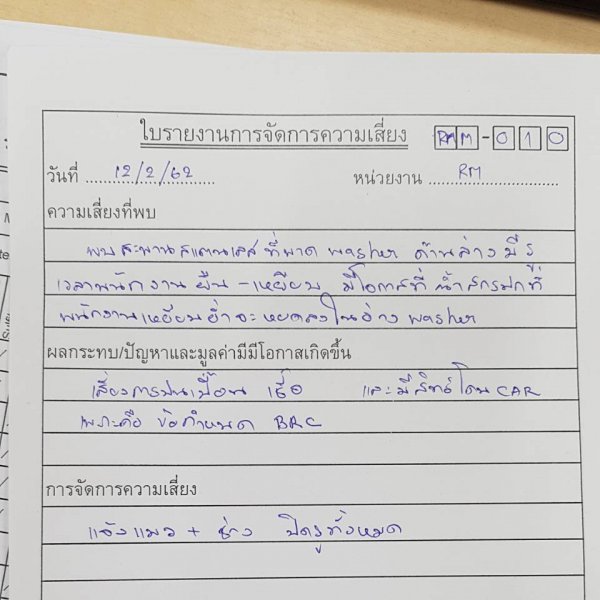 ใบรายงานการจัดการความเสี่ยง RMM-010
วันที่ 12/2/62 หน่วยงาน RM
ความเสี่ยงที่พบ
พบสะพานสแตนเลสที่พาด washer ด้านล่างมีรู
เวลาพนักงานยืน-เหยียบ มีโอกาสที่น้ำสกรปกที่
พนักงานเหยียบย่ำจะหยดลงในอ่าง washer
ผลกระทบ/ปัญหาและมูลค่ามีมีโอกาสเกิดขึ้น
เสี่ยงการปนเปื้อน เชื้อ และมีสิทธ์โดน CAR
เพราะคือ ข้อกำหนด BRC
การจัดการความเสี่ยง
แจ้งแมว + ช่าง ปิดรูทั้งหมด